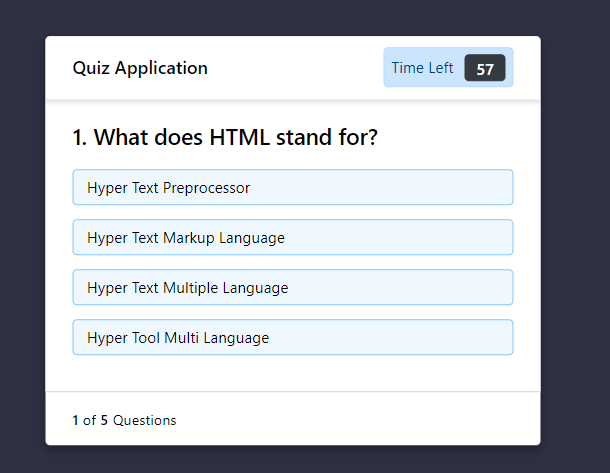 Quiz Application
Time Left 57
1. What does HTML stand for?
Hyper Text Preprocessor
Hyper Text Markup Language
Hyper Text Multiple Language
Hyper Tool Multi Language
1 of 5 Questions